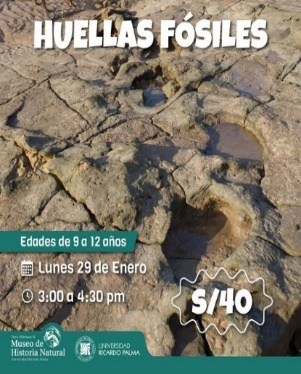 HUELLAS FÓSILES
Edades de 9 a 12 años
Lunes 29 de Enero
3:00 a 4:30 pm
S/40
Museo de
Historia Natural
UNIVERSIDAD
RICARDO PALMA